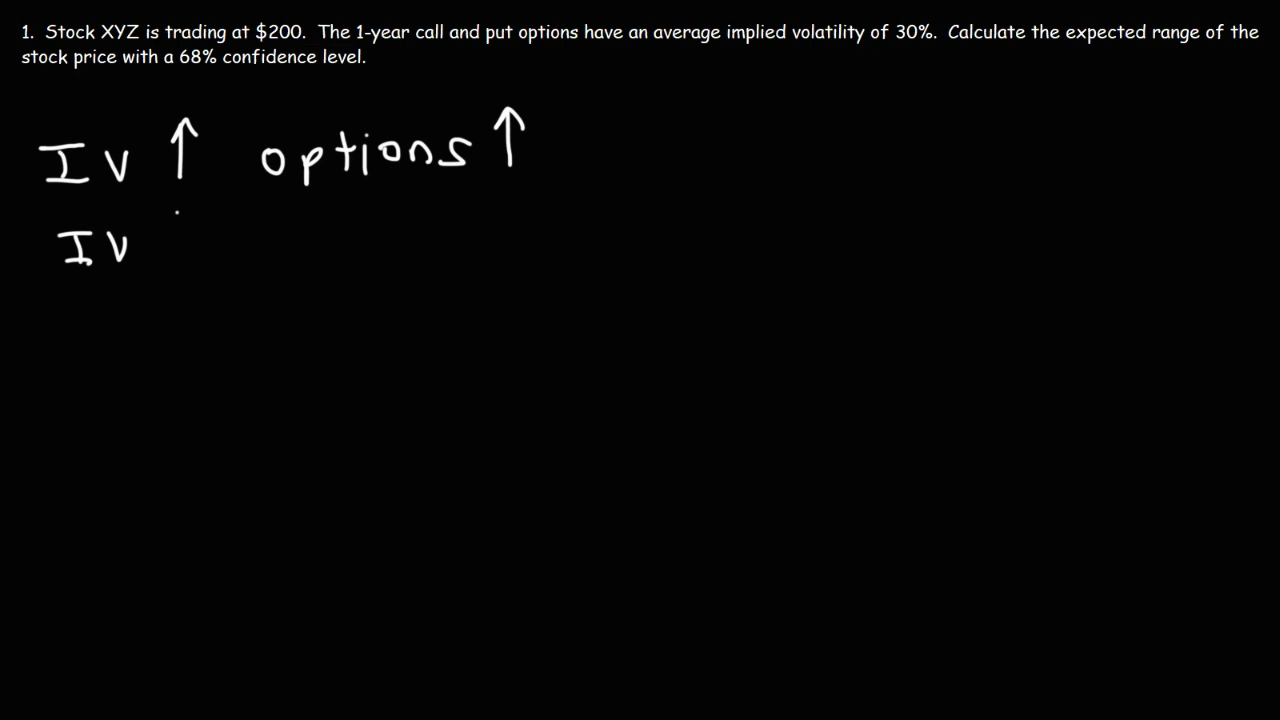 1. Stock XYZ is trading at $200. The 1-year call and put options have an average implied volatility of 30%. Calculate the expected range of the
stock price with a 68% confidence level.
IV ↑ options ↑
IV